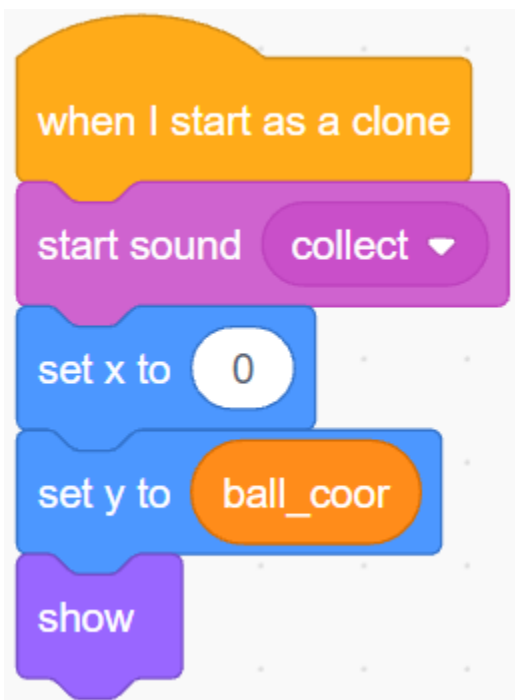 when I start as a clone
start sound collect
set x to 0
set y to ball_coor
show